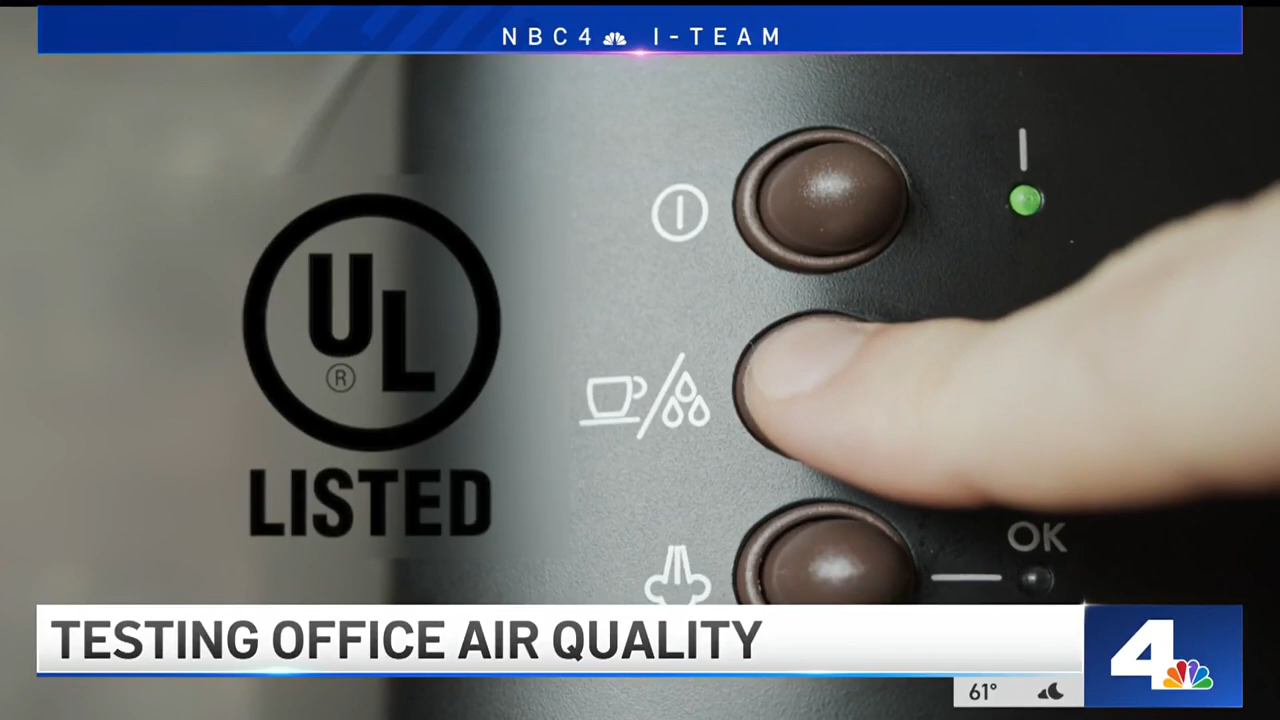 NBC4 I-TEAM
UL
®
LISTED
OK
TESTING OFFICE AIR QUALITY
4
61°